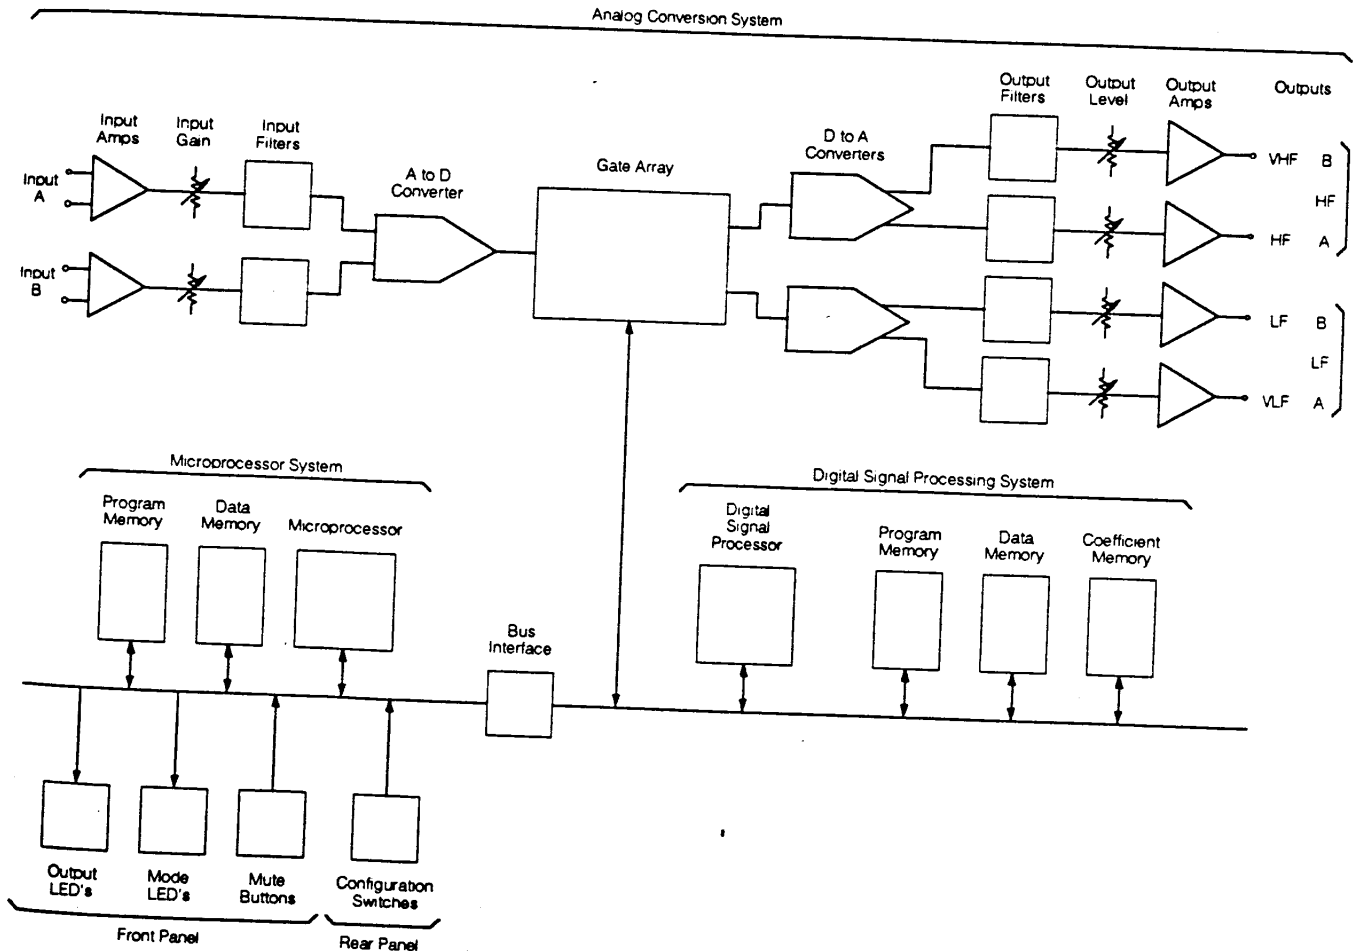 Analog Conversion System
Input
Amps
Input
Gain
Input
Filters
Input
A
Input
B
A to D
Converter
Gate Array
D to A
Converters
Output
Filters
Output
Level
Output
Amps
Outputs
VHF B
HF
HF A
LF B
LF
VLF A
Microprocessor System
Program
Memory
Data
Memory
Microprocessor
Bus
Interface
Digital Signal Processing System
Digital
Signal
Processor
Program
Memory
Data
Memory
Coefficient
Memory
Output
LED's
Mode
LED's
Mute
Buttons
Configuration
Switches
Front Panel
Rear Panel